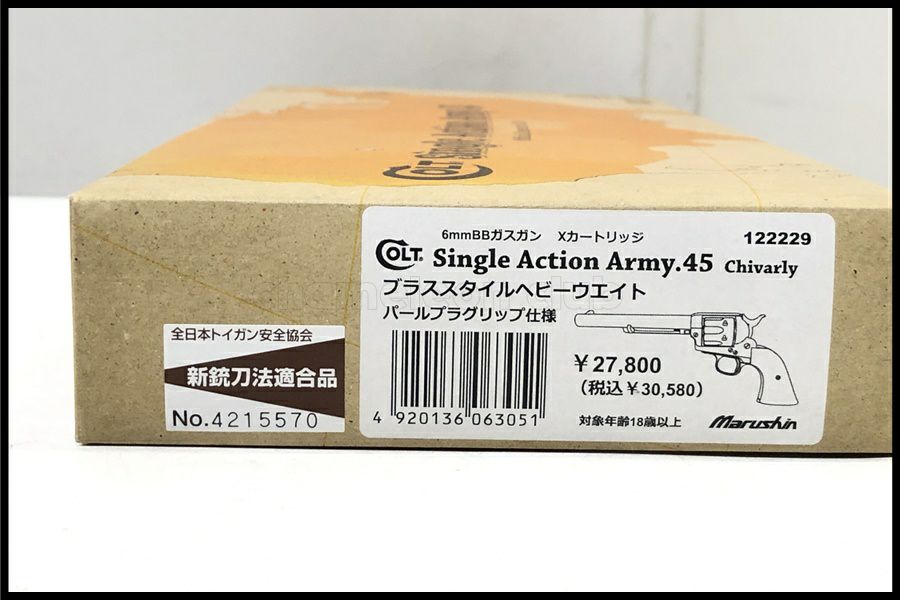 COLT
6mmBBガスガン Xカートリッジ 122229
COLT Single Action Army.45 Chivarly
ブラススタイルヘビーウエイト
パールプラグリップ仕様
￥27,800
(税込￥30,580)
4 920136 063051
対象年齢18歳以上 Marushin
全日本トイガン安全協会
新銃刀法適合品
No.4215570